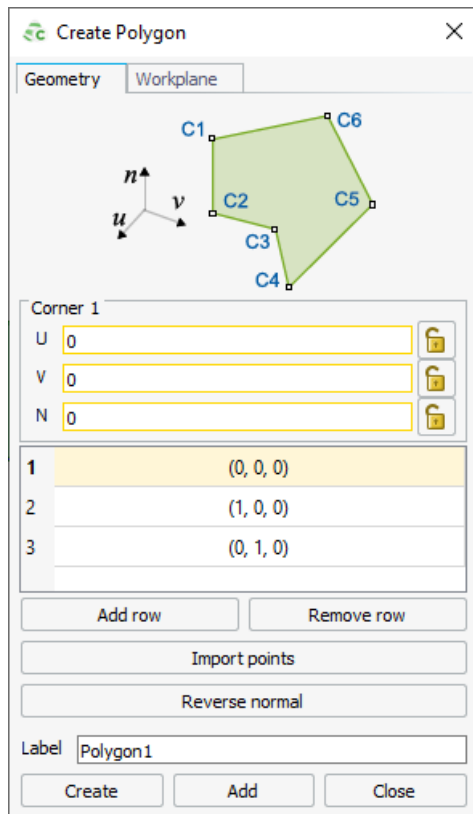 Create Polygon
Geometry Workplane
C1 C6
n
v
u
C2 C5
C3
C4
Corner 1
U 0
V 0
N 0
1 (0, 0, 0)
2 (1, 0, 0)
3 (0, 1, 0)
Add row Remove row
Import points
Reverse normal
Label Polygon1
Create Add Close